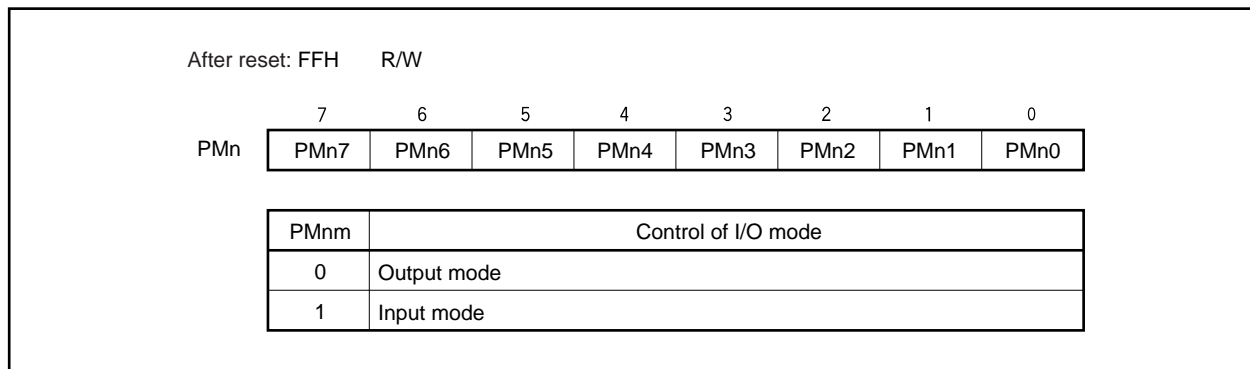 After reset: FFH R/W
7 6 5 4 3 2 1 0
PMn PMn7 PMn6 PMn5 PMn4 PMn3 PMn2 PMn1 PMn0
PMnm Control of I/O mode
0 Output mode
1 Input mode